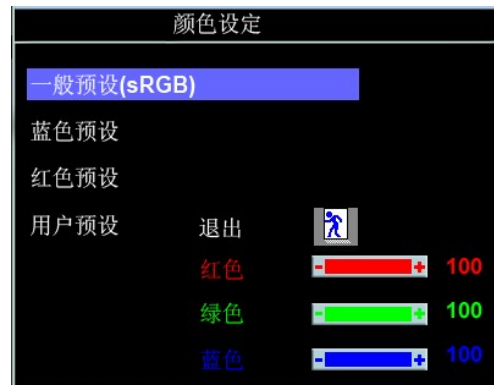 颜色设定
一般预设(sRGB)
蓝色预设
红色预设
用户预设 退出
红色 - + 100
绿色 - + 100
蓝色 - + 100